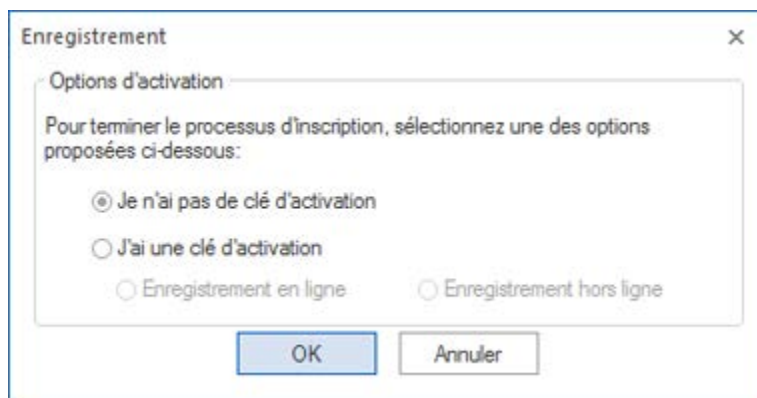 Enregistrement
Options d'activation
Pour terminer le processus d'inscription, sélectionnez une des options
proposées ci-dessous:
Je n'ai pas de clé d'activation
J'ai une clé d'activation
Enregistrement en ligne Enregistrement hors ligne
OK Annuler